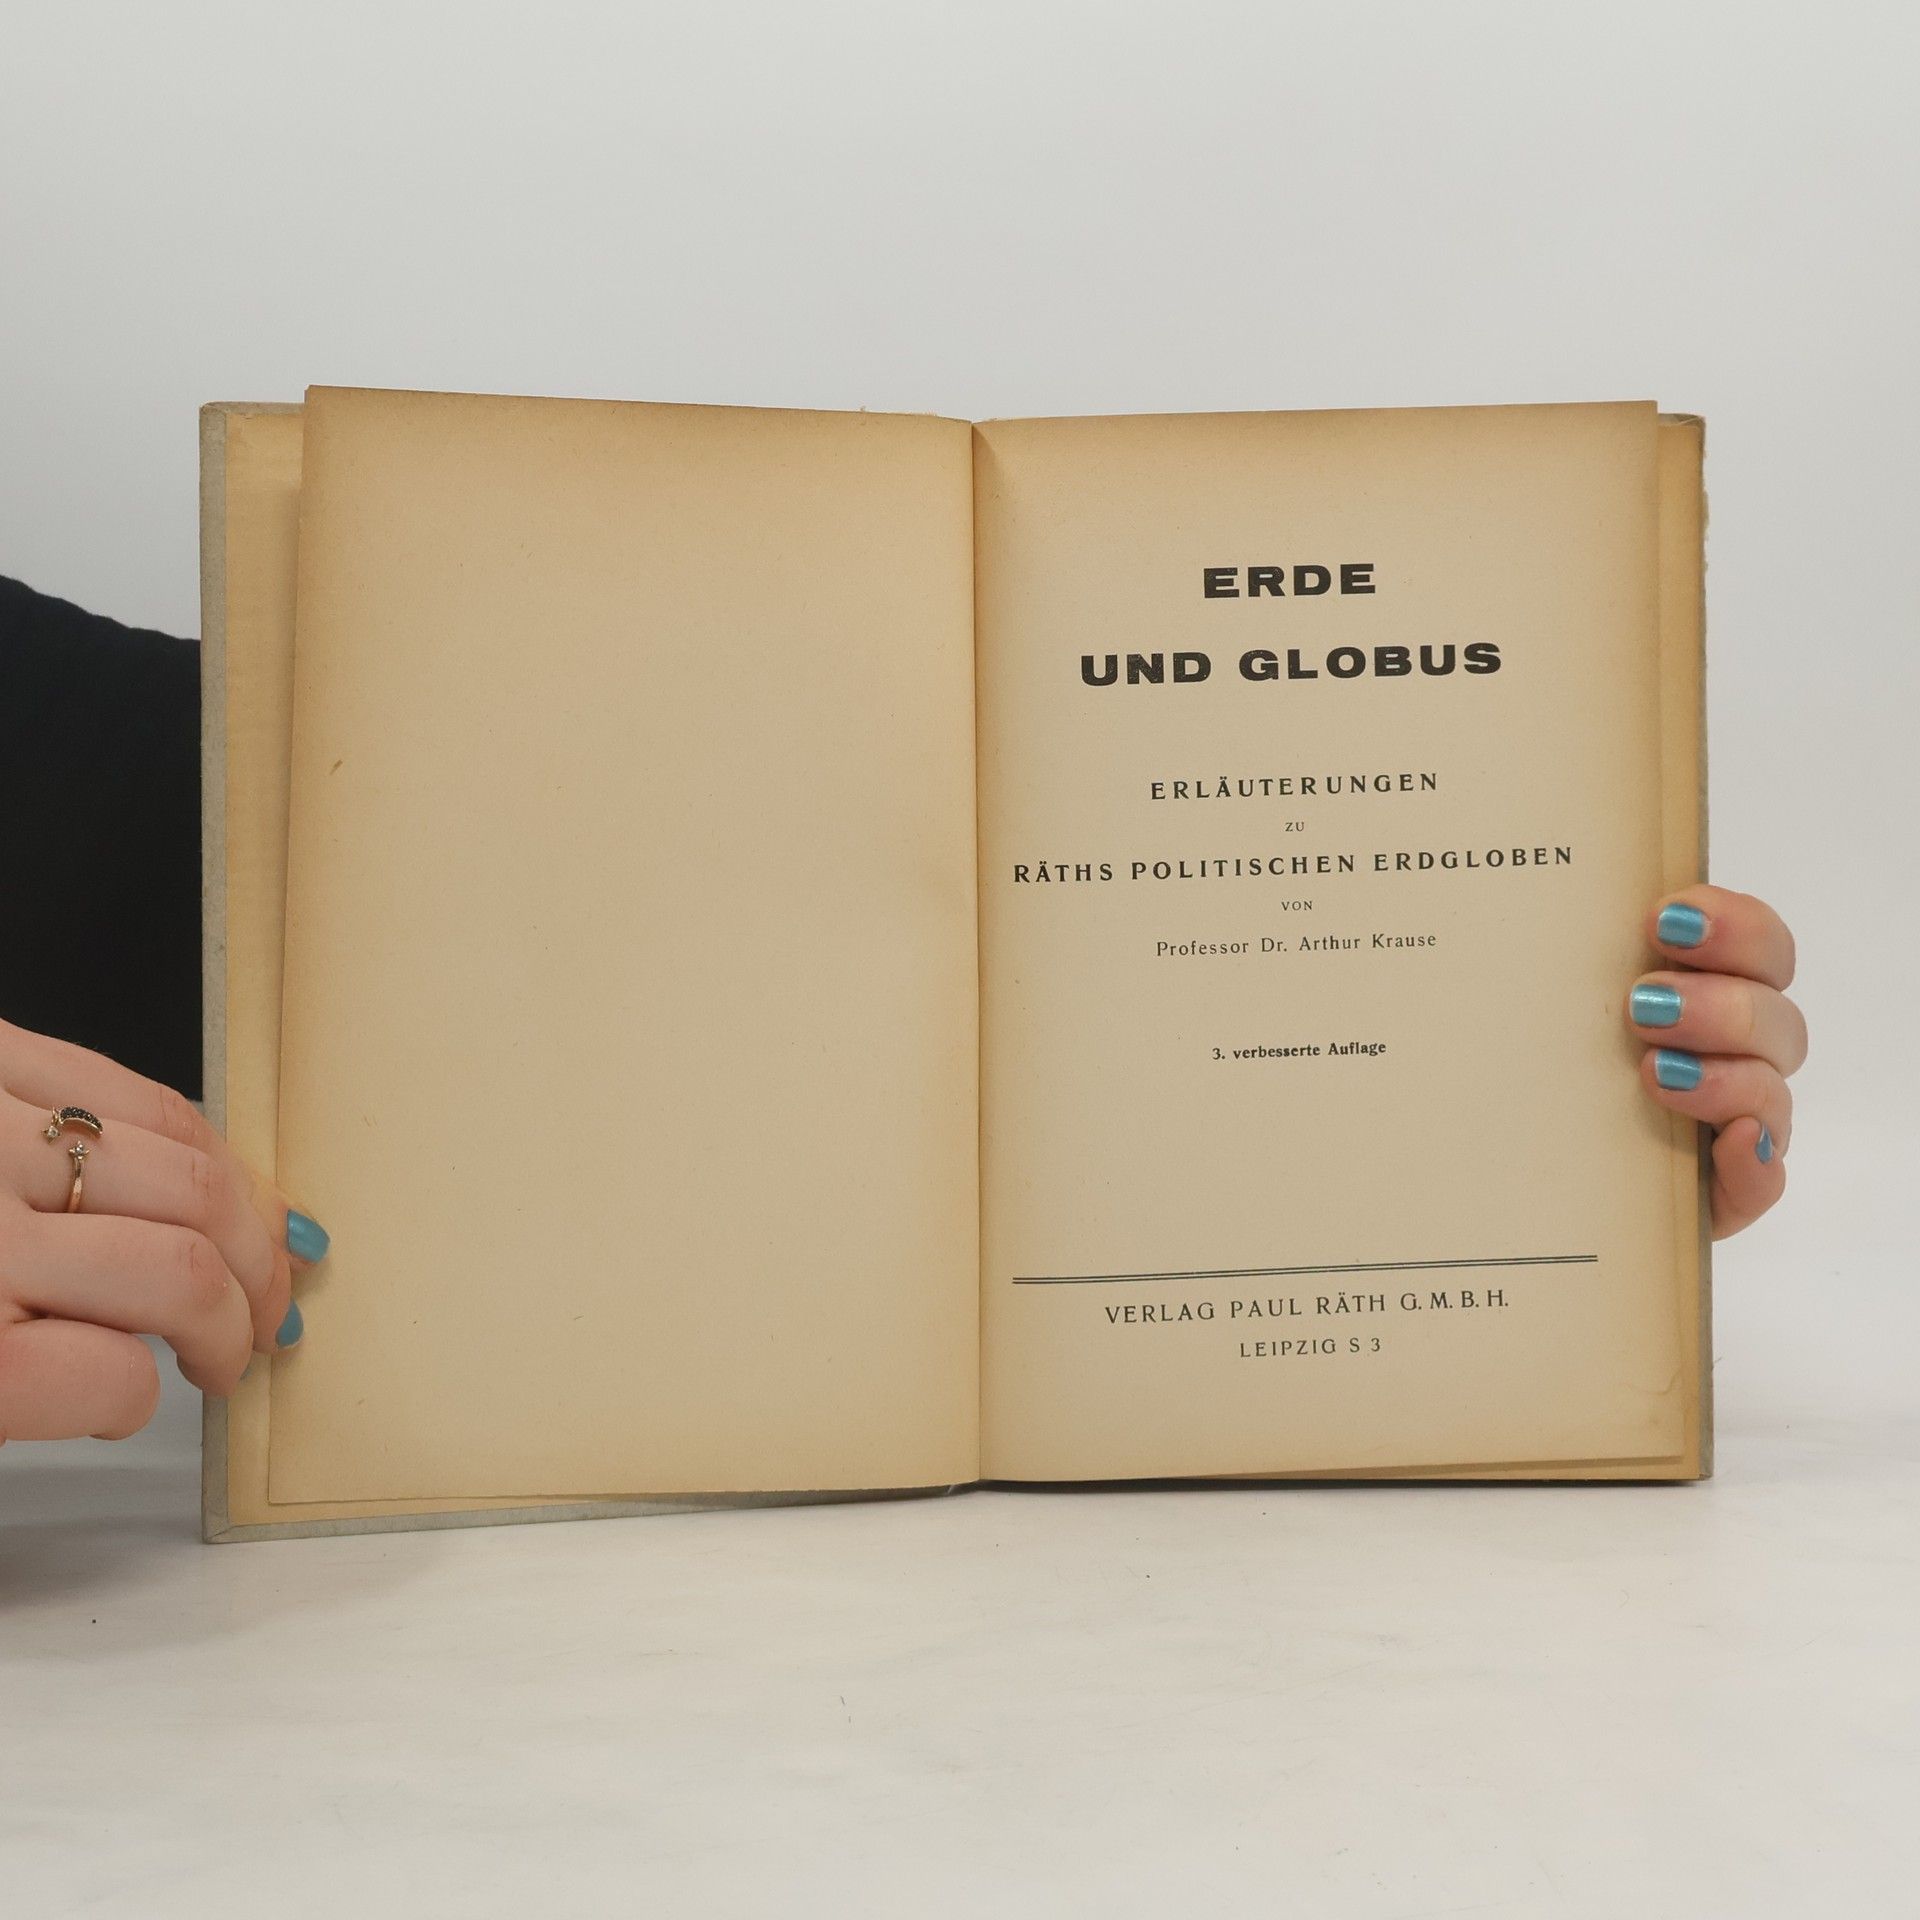 ERDE
UND GLOBUS
ERLÄUTERUNGEN
ZU
RÄTHS POLITISCHEN ERDGLOBEN
VON
Professor Dr. Arthur Krause
3. verbesserte Auflage
VERLAG PAUL RÄTH G. M. B. H.
LEIPZIG S 3